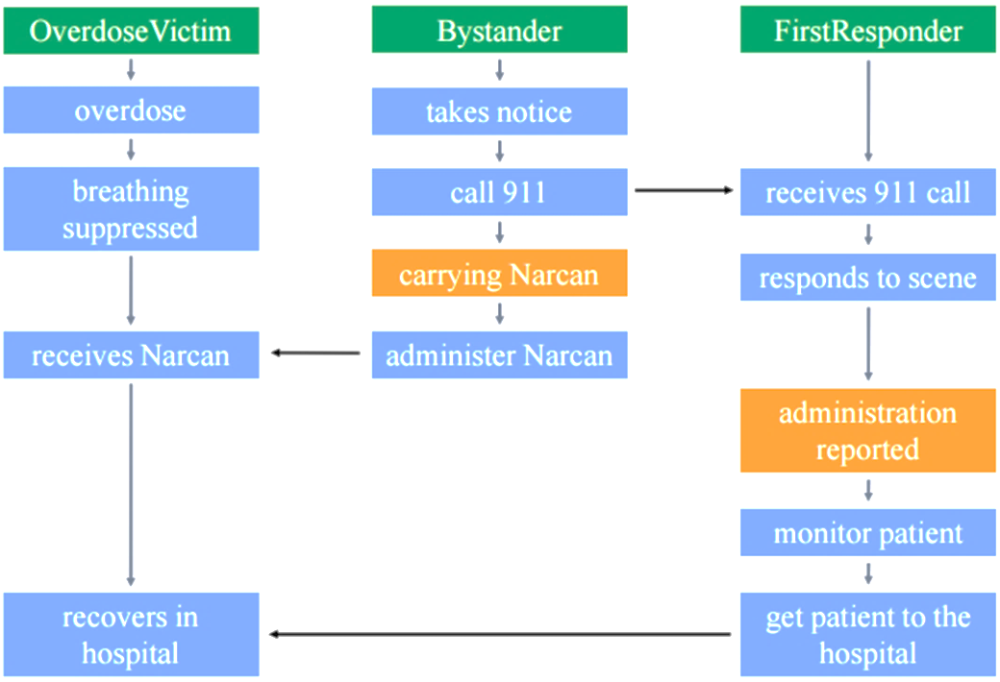 OverdoseVictim
Bystander
FirstResponder
overdose
takes notice
breathing
suppressed
call 911
receives 911 call
carrying Narcan
responds to scene
receives Narcan
administer Narcan
administration
reported
monitor patient
recovers in
hospital
get patient to the
hospital